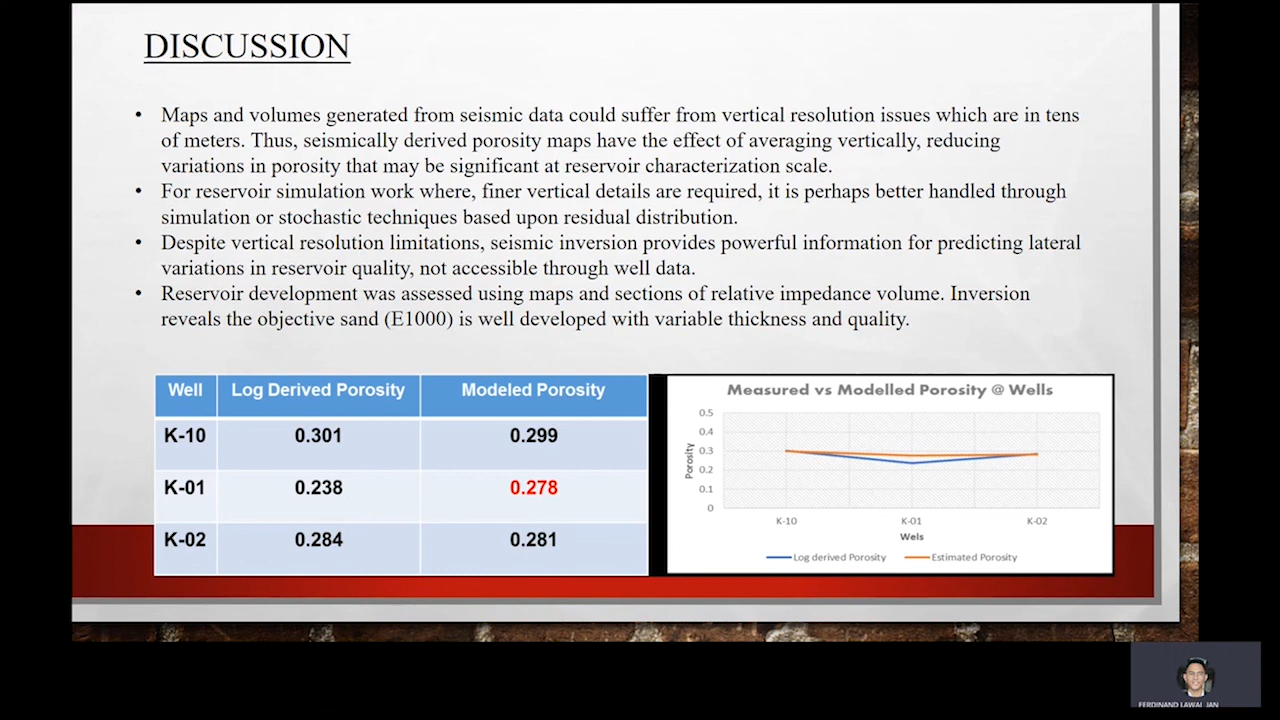 DISCUSSION
• Maps and volumes generated from seismic data could suffer from vertical resolution issues which are in tens
of meters. Thus, seismically derived porosity maps have the effect of averaging vertically, reducing
variations in porosity that may be significant at reservoir characterization scale.
• For reservoir simulation work where, finer vertical details are required, it is perhaps better handled through
simulation or stochastic techniques based upon residual distribution.
• Despite vertical resolution limitations, seismic inversion provides powerful information for predicting lateral
variations in reservoir quality, not accessible through well data.
• Reservoir development was assessed using maps and sections of relative impedance volume. Inversion
reveals the objective sand (E1000) is well developed with variable thickness and quality.
Well Log Derived Porosity Modeled Porosity
K-10 0.301 0.299
K-01 0.238 0.278
K-02 0.284 0.281
Measured vs Modelled Porosity @ Wells
0.5
0.4
0.3
0.2
0.1
0
Porosity
K-10 K-01 K-02
Wels
Log derived Porosity Estimated Porosity
FERDINAND LAWAI, JAN